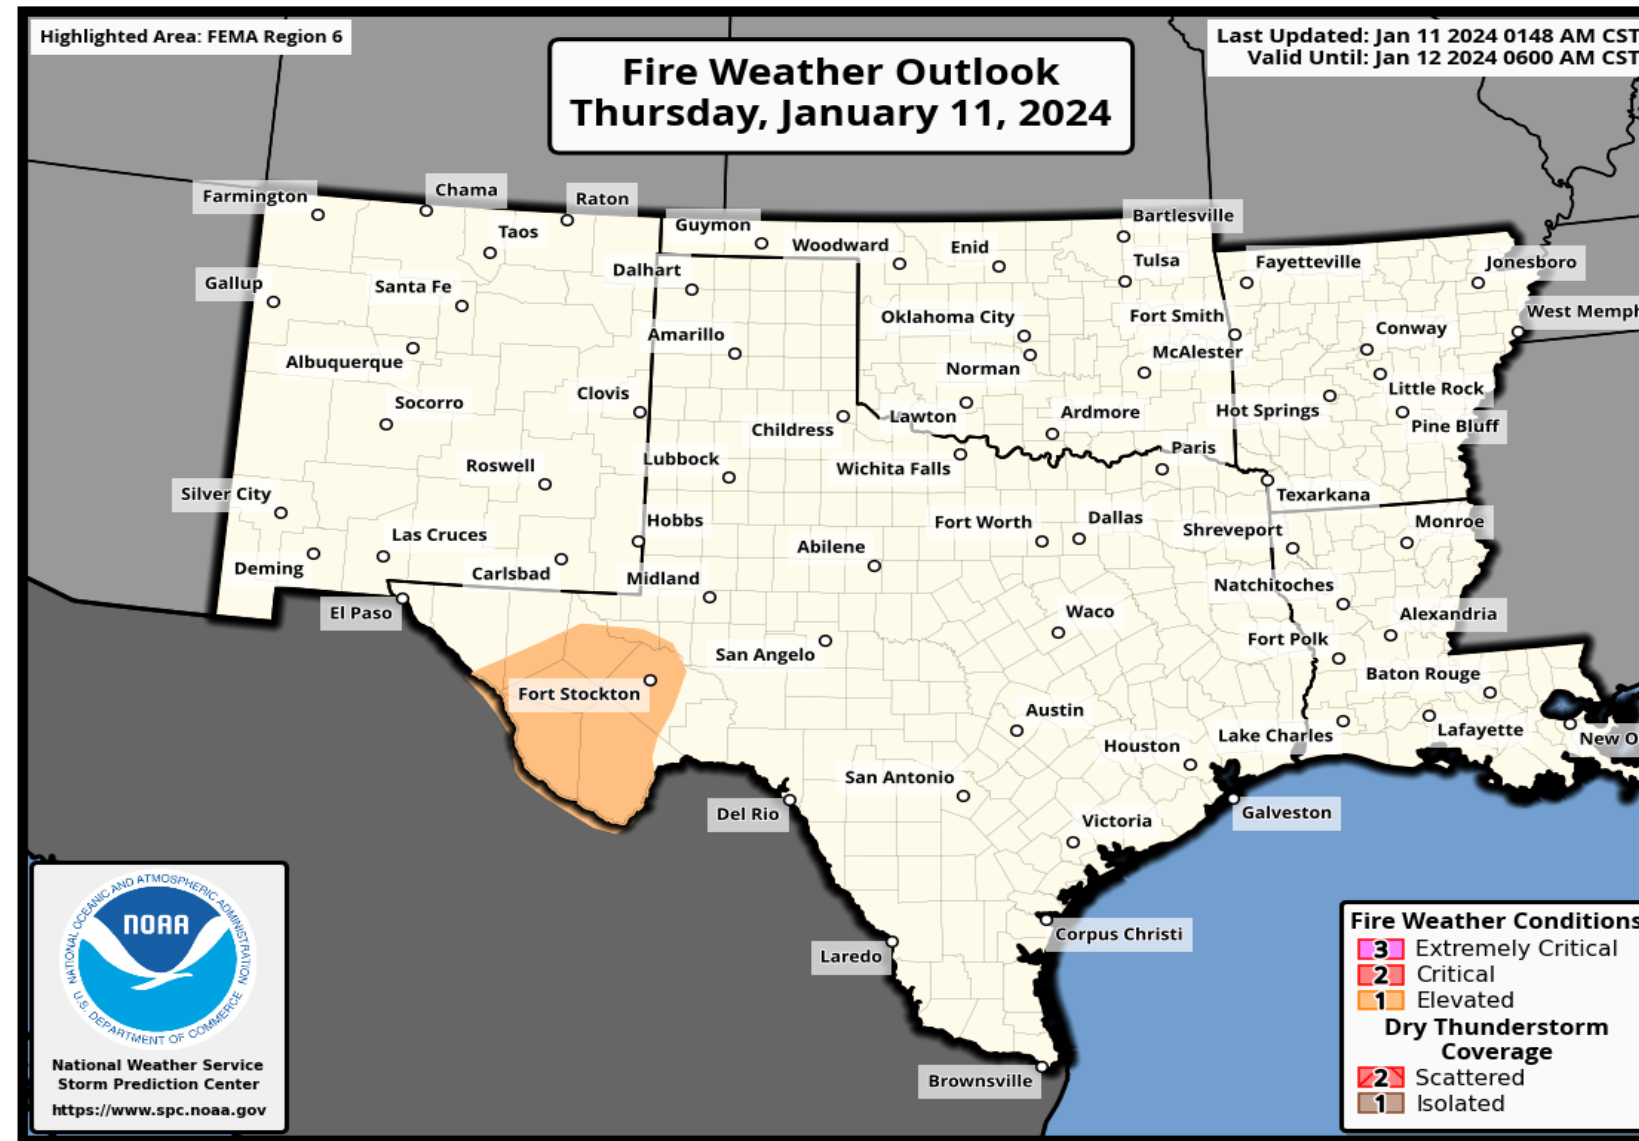 Highlighted Area: FEMA Region 6
Last Updated: Jan 11 2024 0148 AM CST
Valid Until: Jan 12 2024 0600 AM CST
Fire Weather Outlook
Thursday, January 11, 2024
Farmington
Chama
Raton
Taos
Guymon
Woodward
Enid
Bartlesville
Tulsa
Fayetteville
Jonesboro
Gallup
Santa Fe
Dalhart
Oklahoma City
Fort Smith
West Memph
Albuquerque
Amarillo
Norman
McAlester
Conway
Socorro
Clovis
Childress
Lawton
Ardmore
Hot Springs
Little Rock
Pine Bluff
Roswell
Lubbock
Wichita Falls
Paris
Silver City
Texarkana
Las Cruces
Hobbs
Abilene
Fort Worth
Dallas
Shreveport
Monroe
Deming
Carlsbad
Midland
Natchitoches
El Paso
San Angelo
Waco
Fort Polk
Alexandria
Fort Stockton
Baton Rouge
Austin
Houston
Lake Charles
Lafayette
New O
San Antonio
Del Rio
Victoria
Galveston
Corpus Christi
Laredo
Brownsville
NATIONAL OCEANIC AND ATMOSPHERIC ADMINISTRATION
NOAA
U.S. DEPARTMENT OF COMMERCE
National Weather Service
Storm Prediction Center
https://www.spc.noaa.gov
Fire Weather Conditions
3 Extremely Critical
2 Critical
1 Elevated
Dry Thunderstorm
Coverage
2 Scattered
1 Isolated